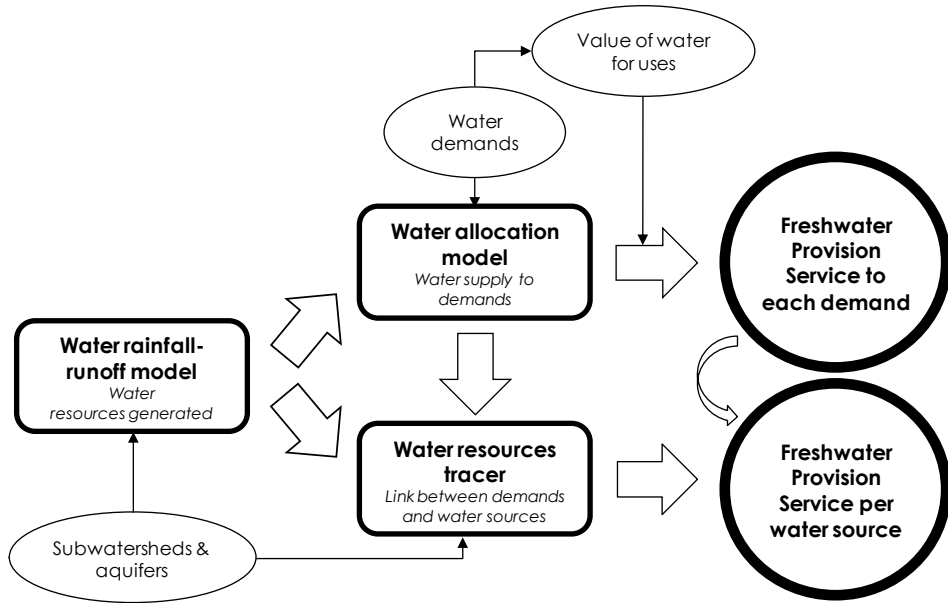 Value of water
for uses
Water
demands
Water allocation
model
Water supply to
demands
Freshwater
Provision
Service to
each demand
Water rainfall-
runoff model
Water
resources generated
Water resources
tracer
Link between demands
and water sources
Freshwater
Provision
Service per
water source
Subwatersheds &
aquifers